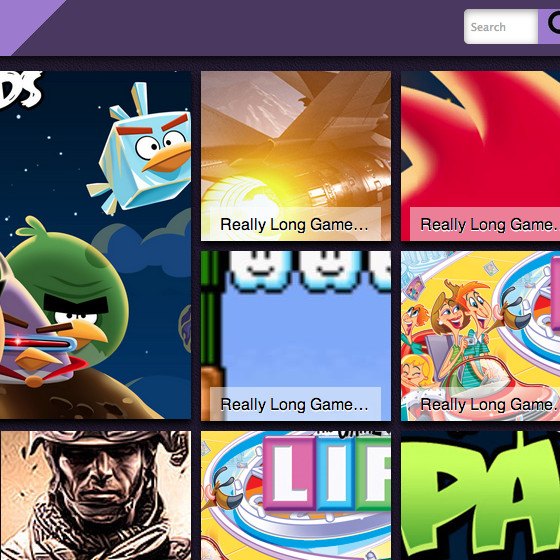 Search
DS
Really Long Game...
Really Long Game.
Really Long Game...
Really Long Game.
LIF
PA